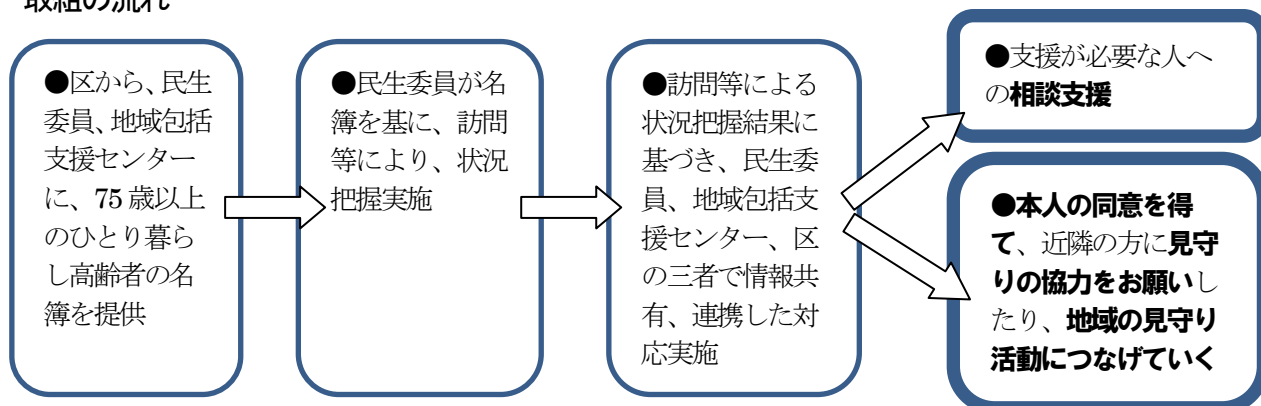 取組の流れ
●区から、民生
委員、地域包括
支援センター
に、75 歳以上
のひとり暮ら
し高齢者の名
簿を提供
●民生委員が名
簿を基に、訪問
等により、状況
把握実施
●訪問等による
状況把握結果に
基づき、民生委
員、地域包括支
援センター、区
の三者で情報共
有、連携した対
応実施
●支援が必要な人へ
の相談支援
●本人の同意を得
て、近隣の方に見守
りの協力をお願いし
たり、地域の見守り
活動につなげていく